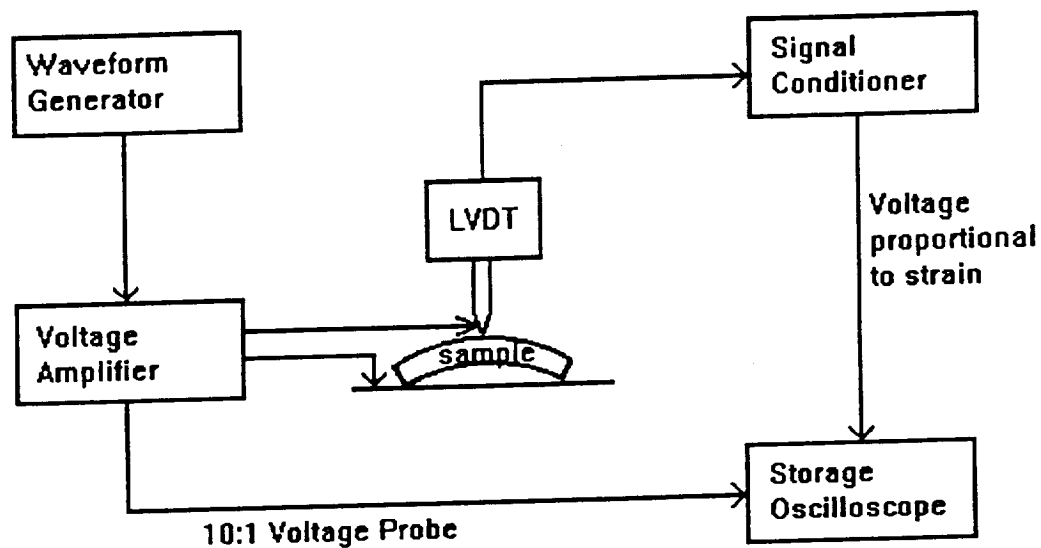 Waveform
Generator
Signal
Conditioner
LVDT
Voltage
proportional
to strain
Voltage
Amplifier
sample
Storage
Oscilloscope
10:1 Voltage Probe